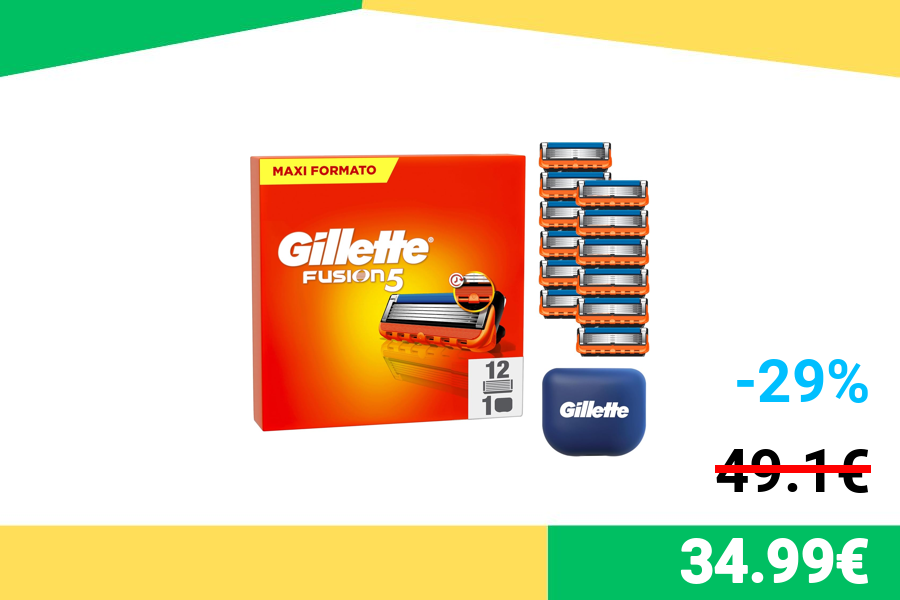 MAXI FORMATO
Gillette®
FUSION5
12
1
Gillette
-29%
49.1€
34.99€